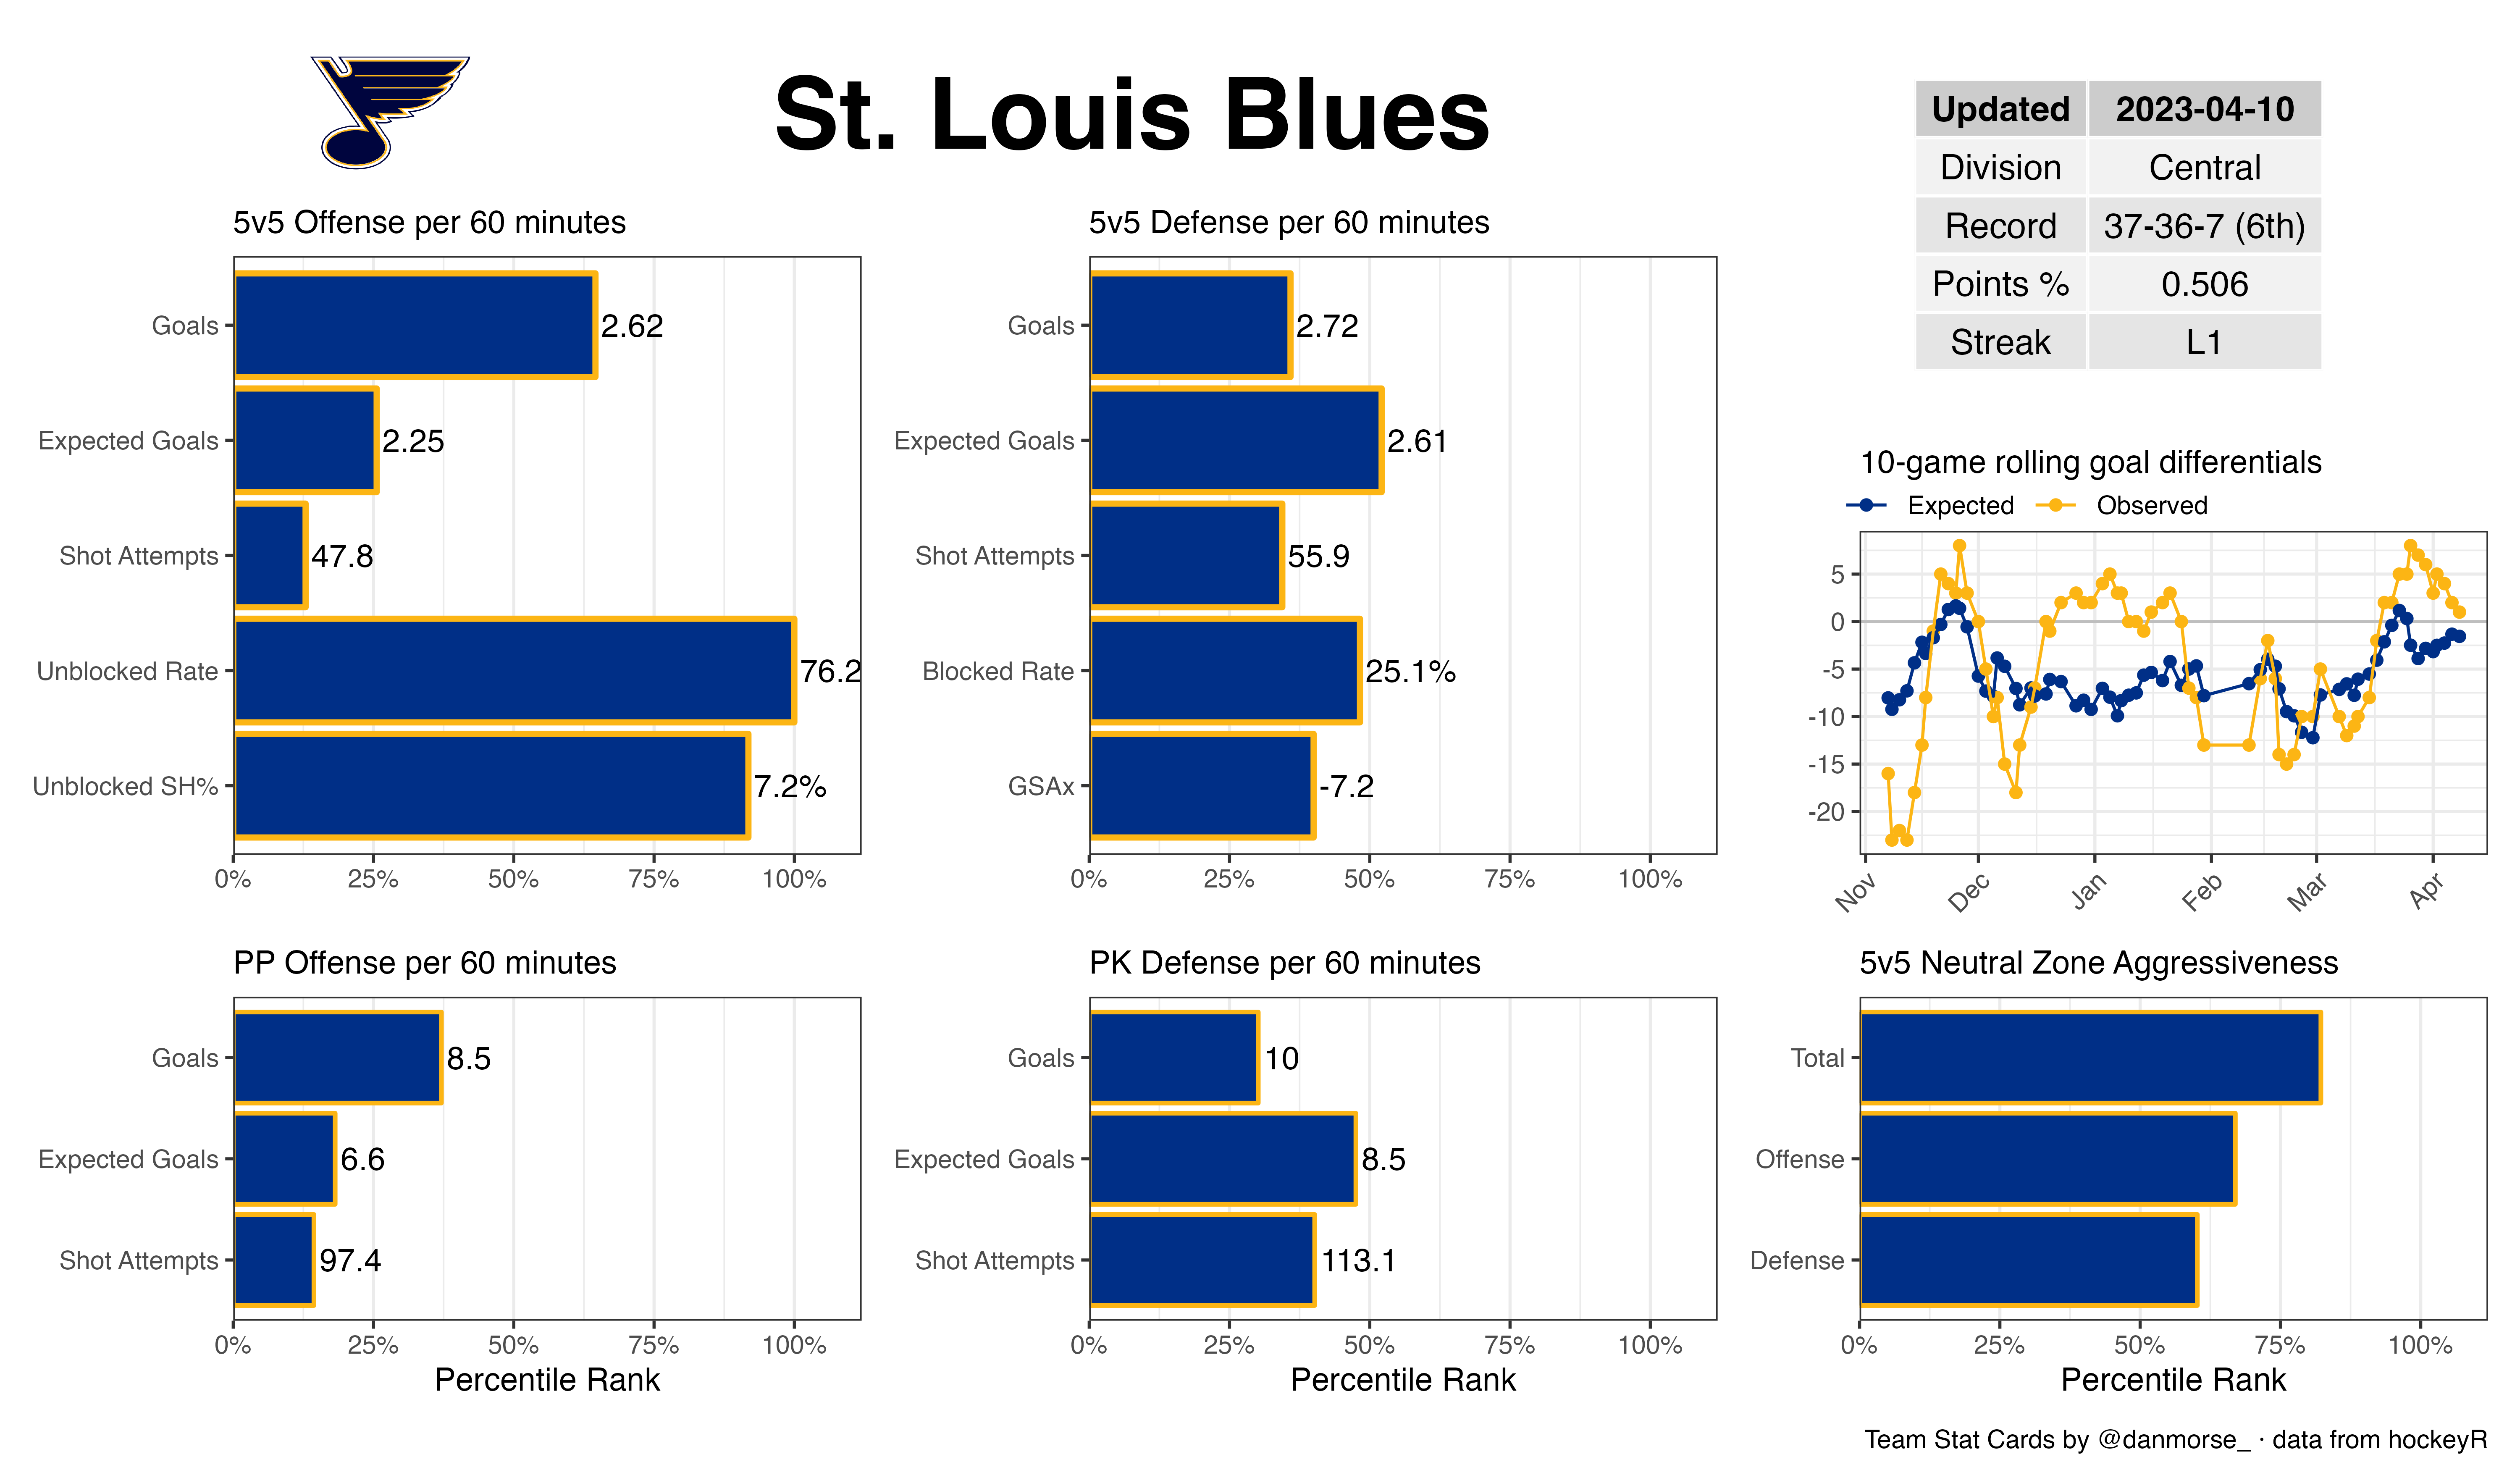 St. Louis Blues
Updated 2023-04-10
Division Central
Record 37-36-7 (6th)
Points % 0.506
Streak L1
5v5 Offense per 60 minutes
Goals 2.62
Expected Goals 2.25
Shot Attempts 47.8
Unblocked Rate 76.2
Unblocked SH% 7.2%
0% 25% 50% 75% 100%
5v5 Defense per 60 minutes
Goals 2.72
Expected Goals 2.61
Shot Attempts 55.9
Blocked Rate 25.1%
GSAx -7.2
0% 25% 50% 75% 100%
10-game rolling goal differentials
Expected Observed
5
0
-5
-10
-15
-20
Nov Dec Jan Feb Mar Apr
PP Offense per 60 minutes
Goals 8.5
Expected Goals 6.6
Shot Attempts 97.4
0% 25% 50% 75% 100%
Percentile Rank
PK Defense per 60 minutes
Goals 10
Expected Goals 8.5
Shot Attempts 113.1
0% 25% 50% 75% 100%
Percentile Rank
5v5 Neutral Zone Aggressiveness
Total
Offense
Defense
0% 25% 50% 75% 100%
Percentile Rank
Team Stat Cards by @danmorse_ · data from hockeyR